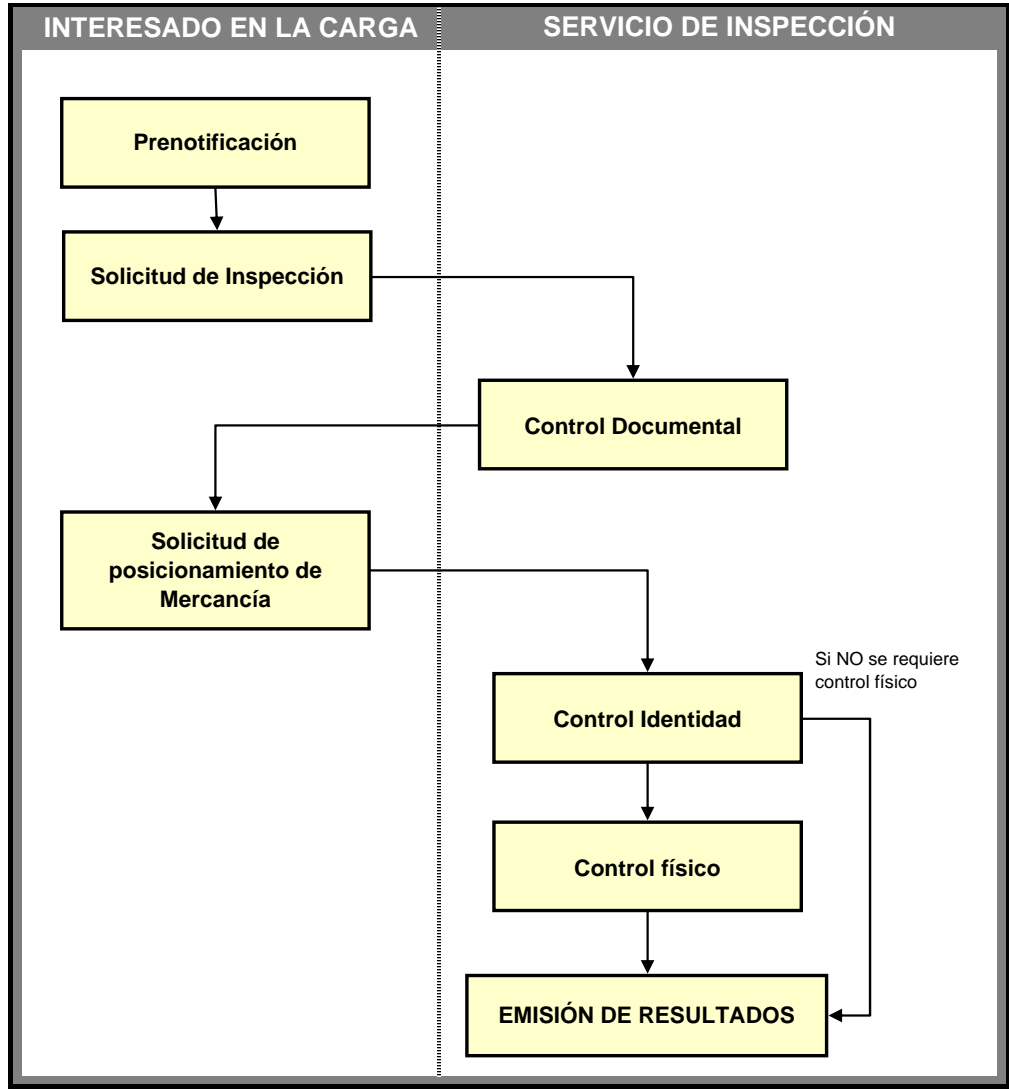 INTERESADO EN LA CARGA
SERVICIO DE INSPECCIÓN
Prenotificación
Solicitud de Inspección
Control Documental
Solicitud de
posicionamiento de
Mercancía
Si NO se requiere
control físico
Control Identidad
Control físico
EMISIÓN DE RESULTADOS